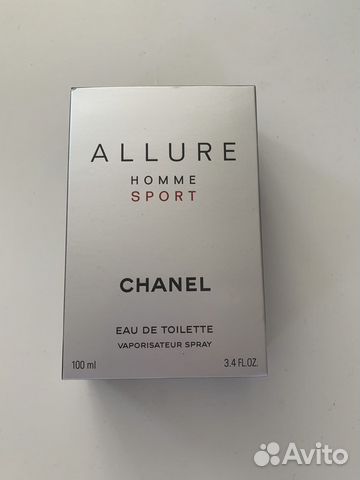 ALLURE
HOMME
SPORT
CHANEL
EAU DE TOILETTE
VAPORISATEUR SPRAY
100 ml 3.4 FL.OZ.
Avito